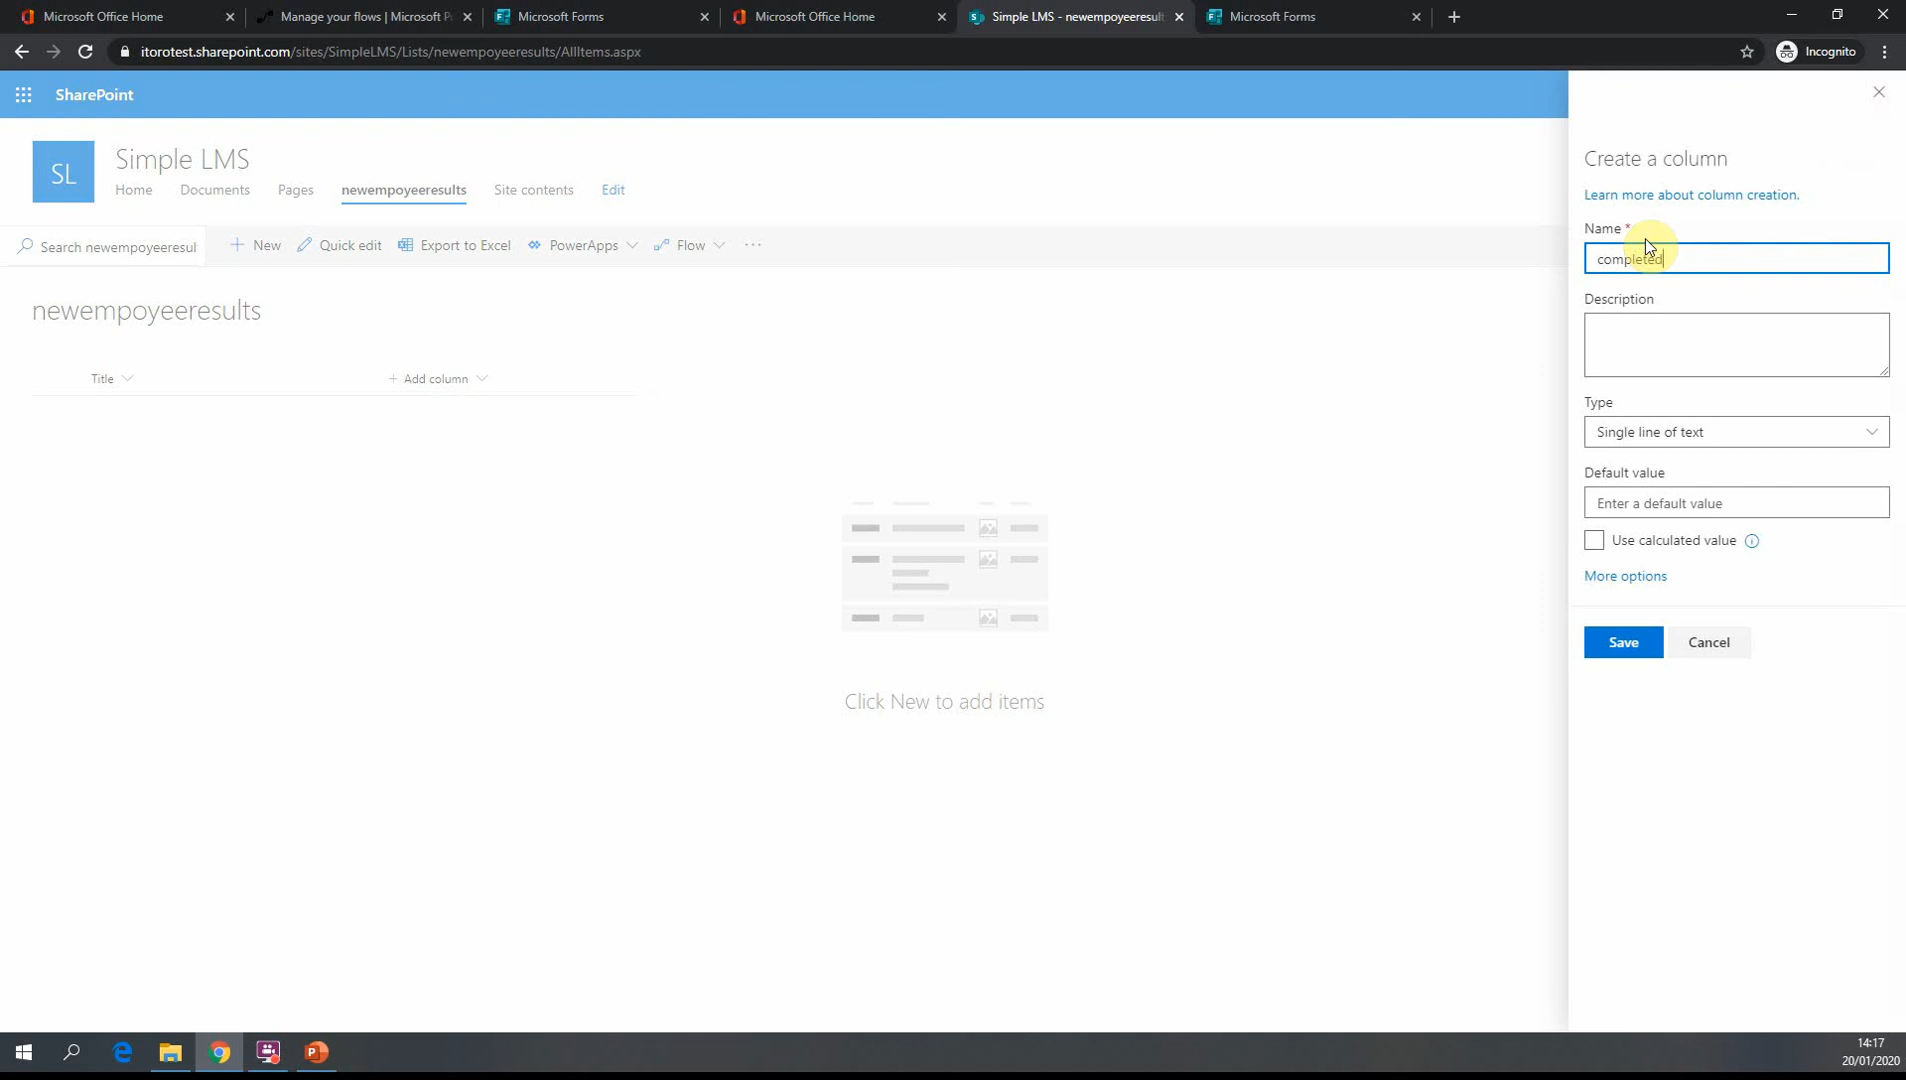 Microsoft Office Home
Manage your flows | Microsoft P
Microsoft Forms
Microsoft Office Home
Simple LMS - newempoyeeresult
Microsoft Forms
itorotest.sharepoint.com/sites/SimpleLMS/Lists/newempoyeeresults/AllItems.aspx
Incognito
SharePoint
SL
Simple LMS
Home
Documents
Pages
newempoyeeresults
Site contents
Edit
Search newempoyeeresul
New
Quick edit
Export to Excel
PowerApps
Flow
newempoyeeresults
Title
+ Add column
Click New to add items
Create a column
Learn more about column creation.
Name *
completed
Description
Type
Single line of text
Default value
Enter a default value
Use calculated value
More options
Save
Cancel
14:17
20/01/2020